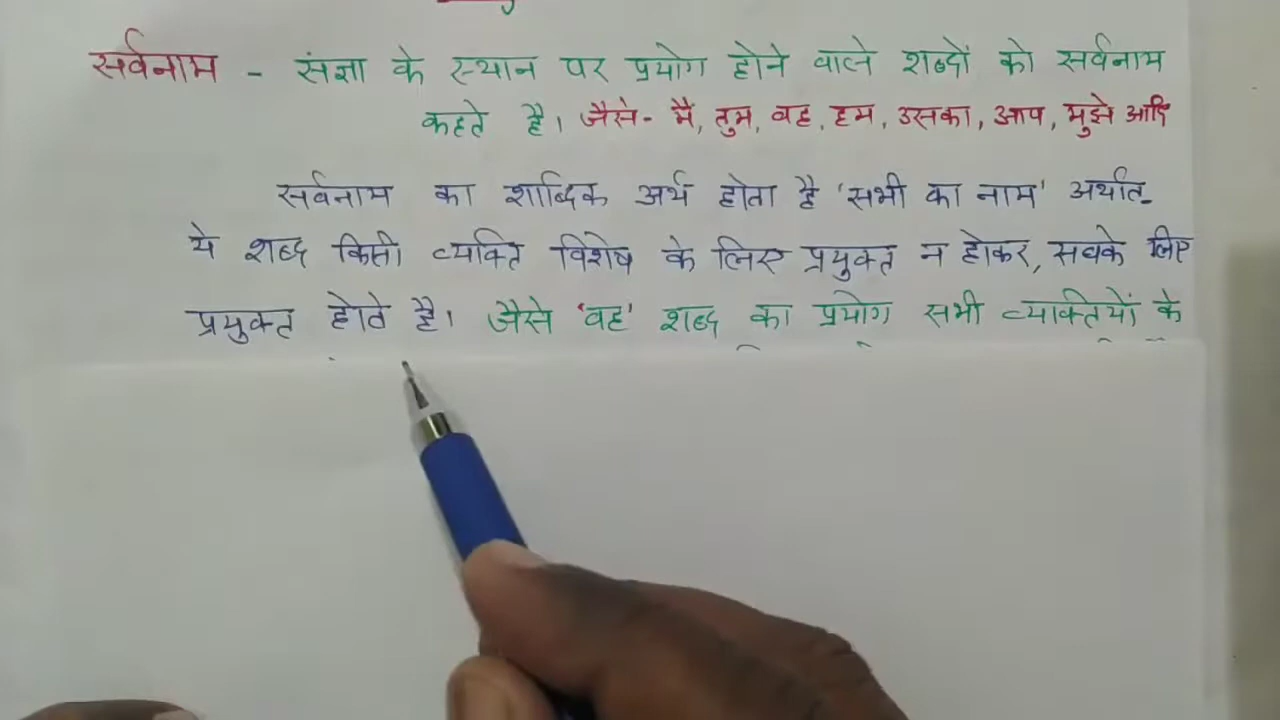 सर्वनाम - संज्ञा के स्थान पर प्रयोग होने वाले शब्दों को सर्वनाम
कहते है। जैसे- मै, तुम, वह, हम, उसका, आप, मुझे आदि
सर्वनाम का शाब्दिक अर्थ होता है 'सभी का नाम' अर्थात-
ये शब्द किसी व्यक्ति विशेष के लिए प्रयुक्त न होकर, सबके लिए
प्रयुक्त होते है। जैसे 'वह' शब्द का प्रयोग सभी व्यक्तियों के